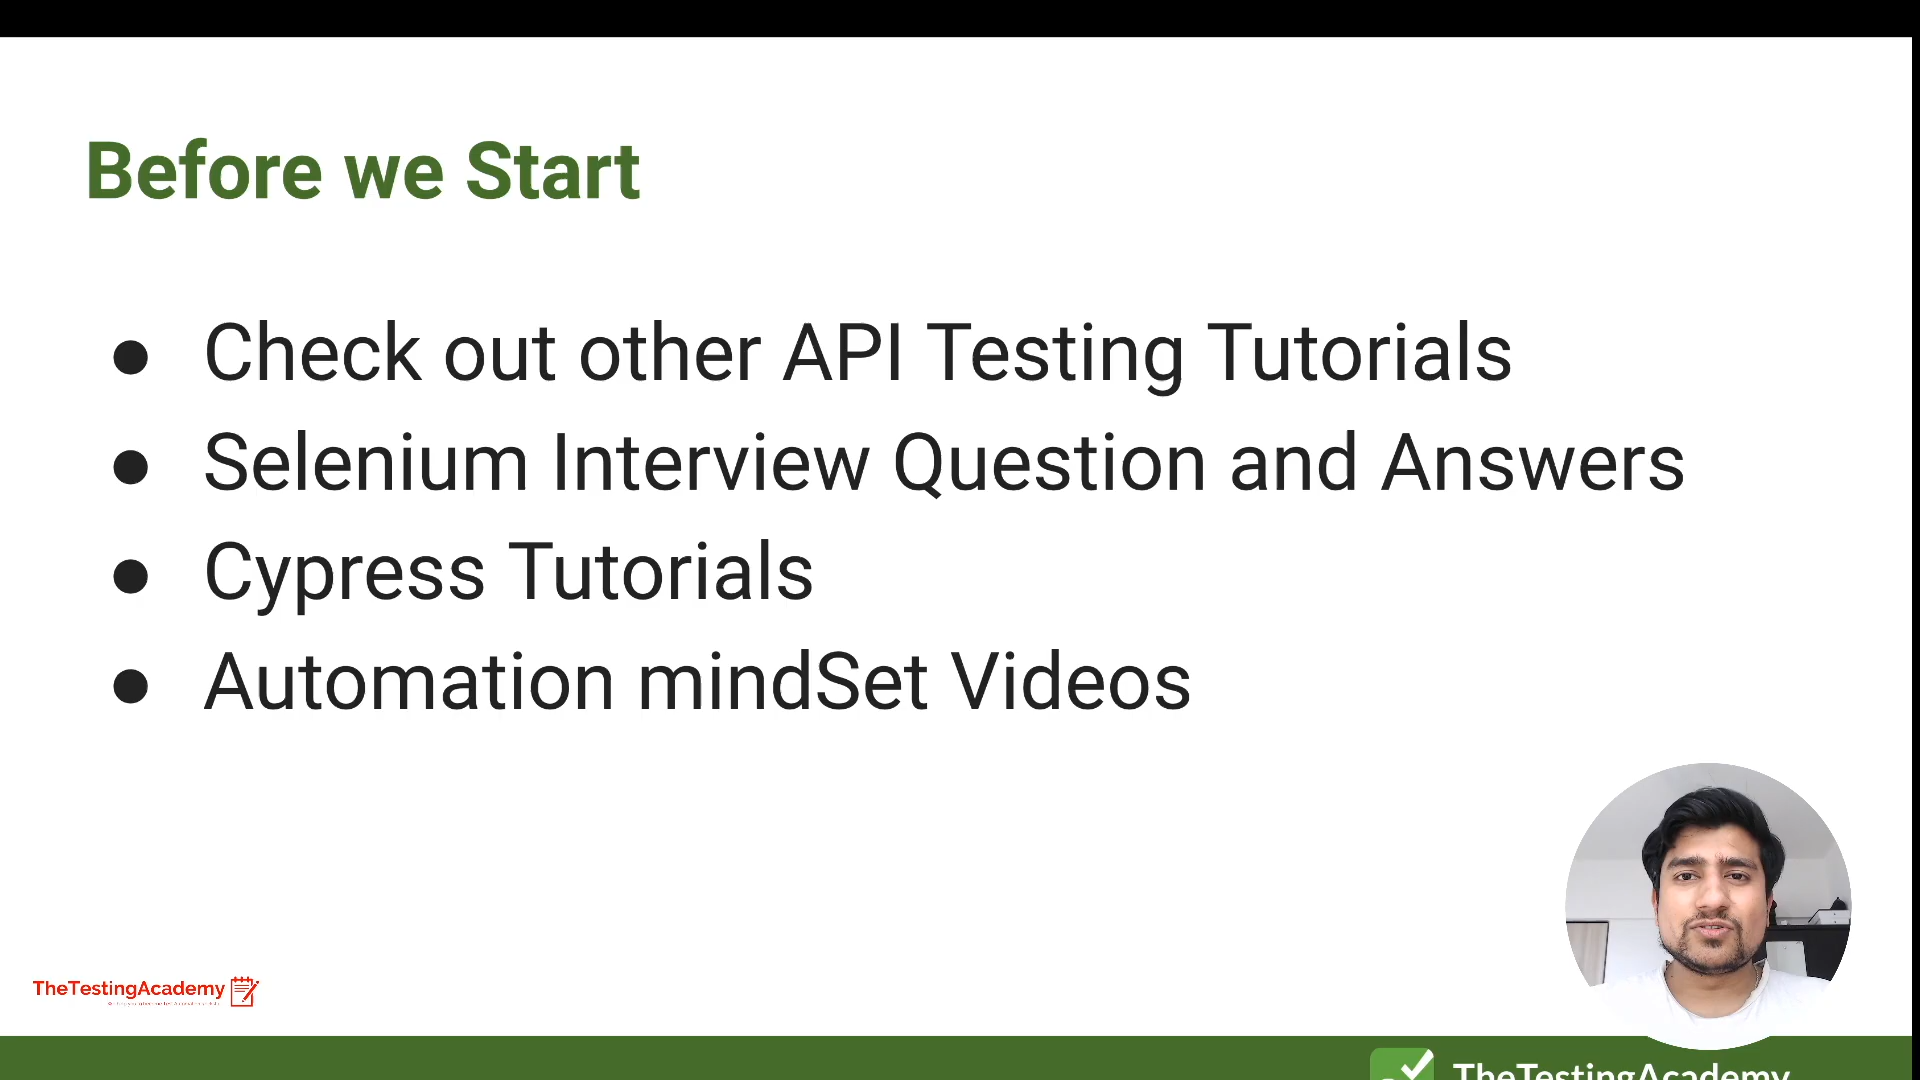 Before we Start
● Check out other API Testing Tutorials
● Selenium Interview Question and Answers
● Cypress Tutorials
● Automation mindSet Videos
TheTestingAcademy
TheTestingAcademy